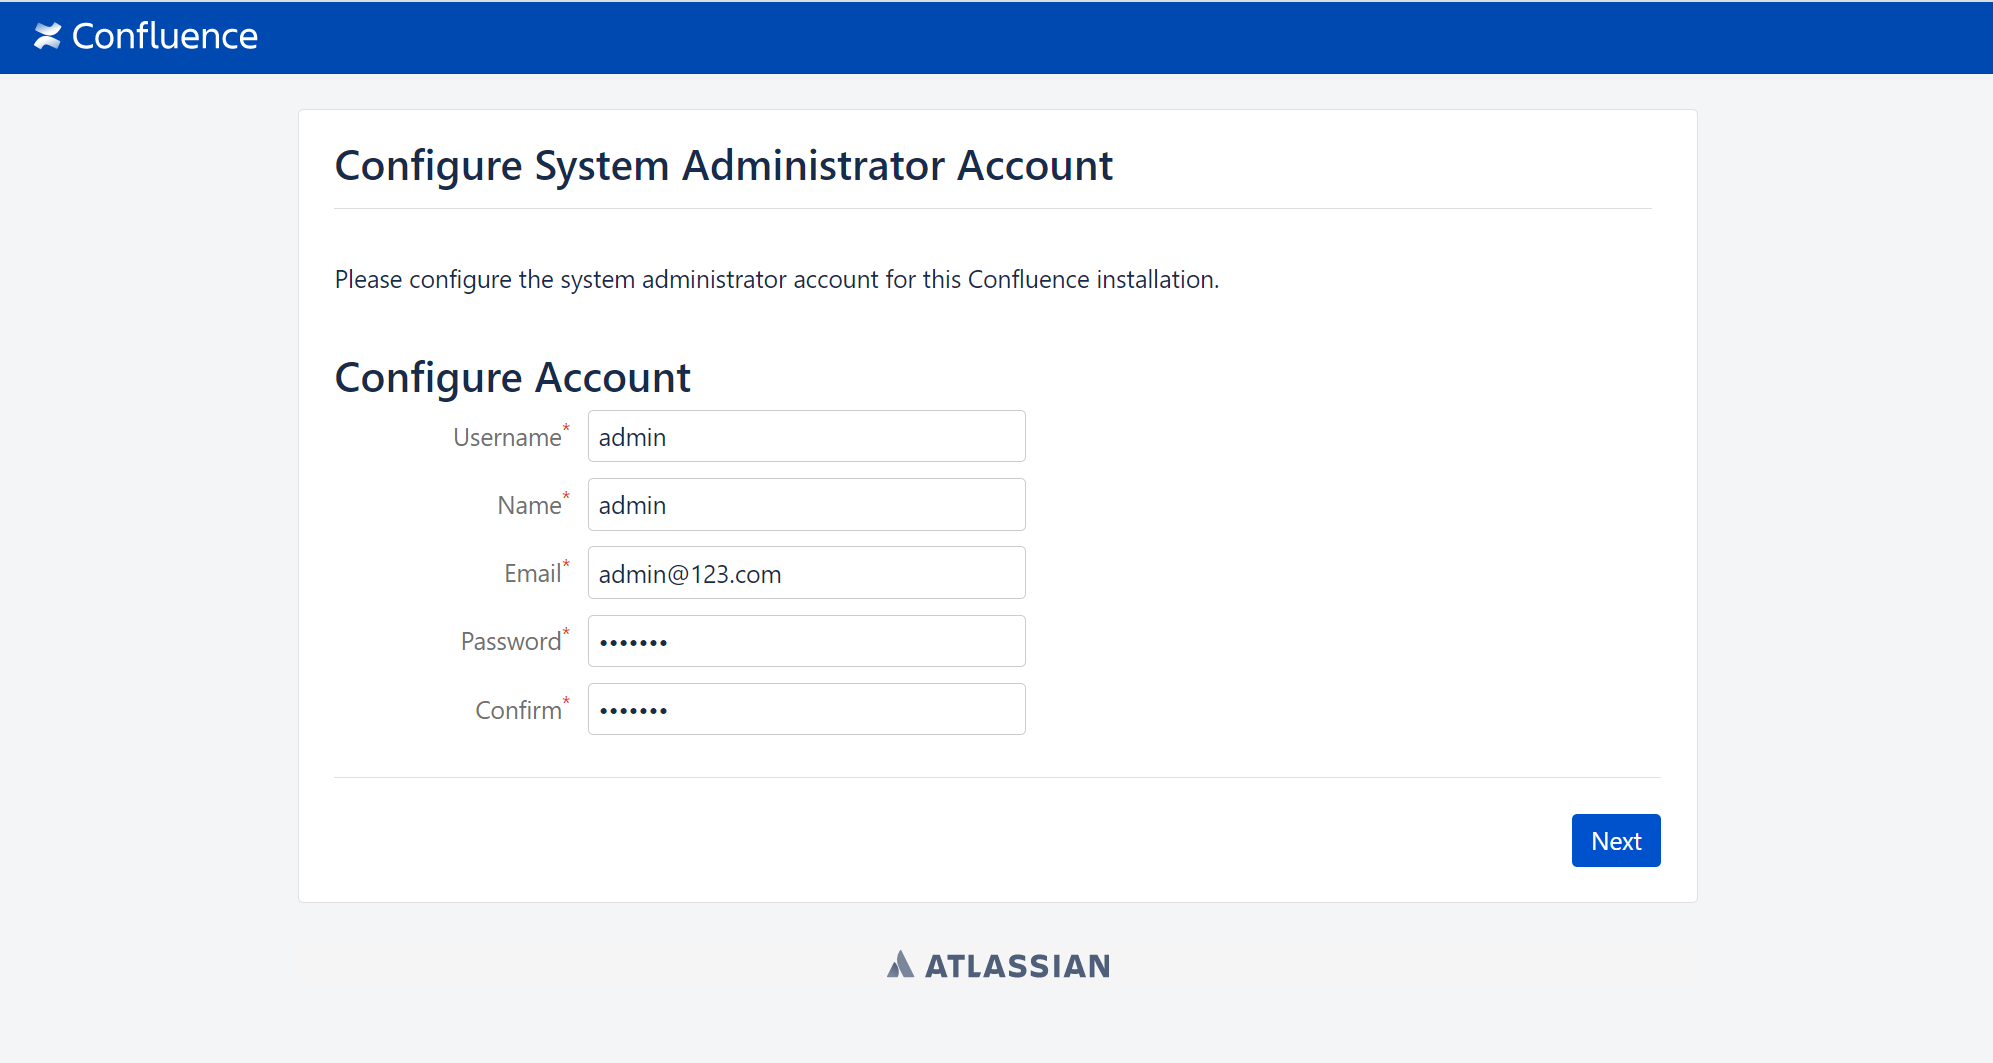 Confluence
Configure System Administrator Account
Please configure the system administrator account for this Confluence installation.
Configure Account
Username* admin
Name* admin
Email* admin@123.com
Password* •••••••
Confirm* •••••••
Next
ATLASSIAN